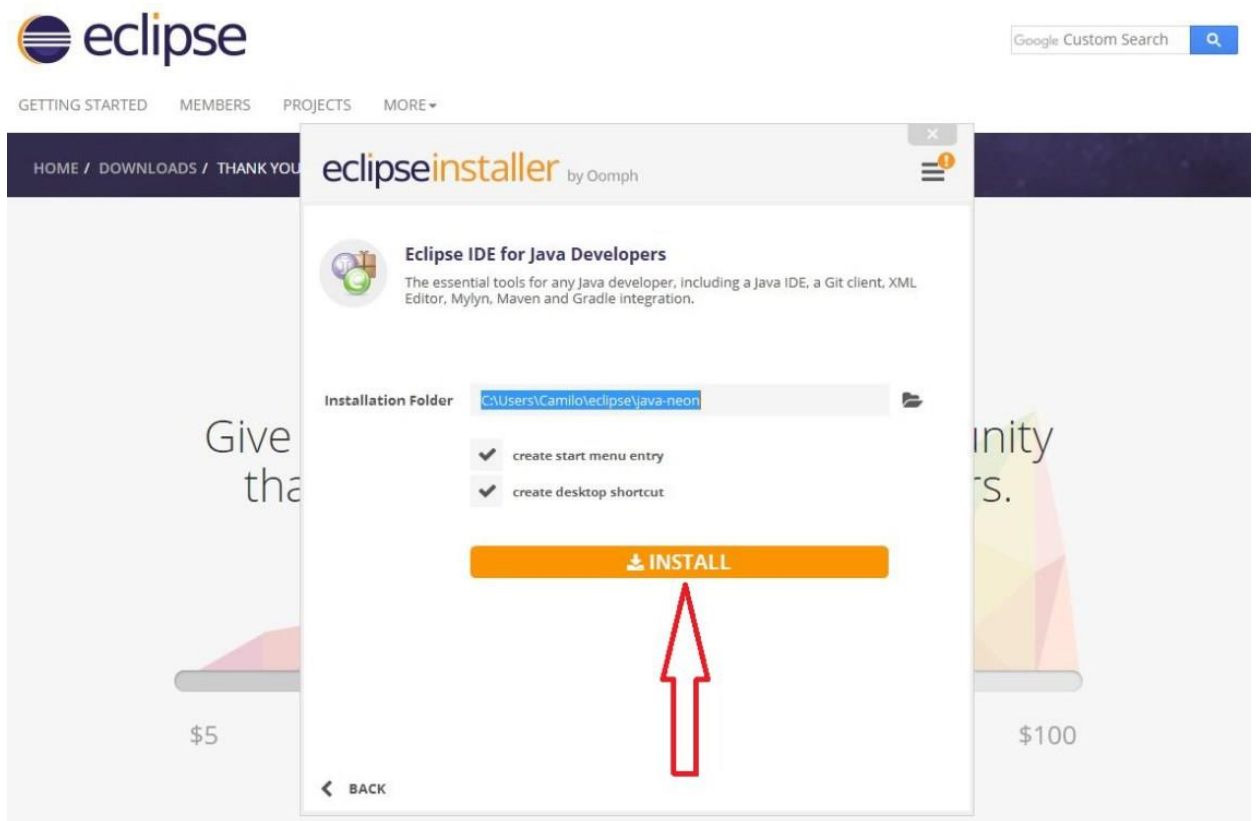 eclipse
Google Custom Search
GETTING STARTED MEMBERS PROJECTS MORE
HOME / DOWNLOADS / THANK YOU
eclipseinstaller by Oomph
!
Eclipse IDE for Java Developers
The essential tools for any Java developer, including a Java IDE, a Git client, XML
Editor, Mylyn, Maven and Gradle integration.
Installation Folder C:\Users\Camilo\eclipse\java-neon
create start menu entry
create desktop shortcut
Give
tha
INSTALL
$5 $100
BACK